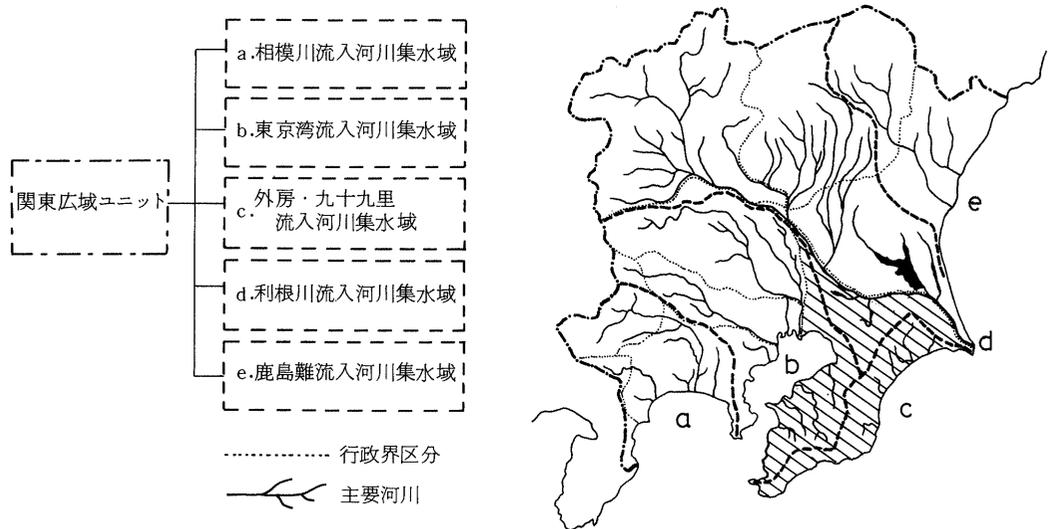 関東広域ユニット
a.相模川流入河川集水域
b.東京湾流入河川集水域
c.外房・九十九里
流入河川集水域
d.利根川流入河川集水域
e.鹿島難流入河川集水域
行政界区分
主要河川
a
b
c
d
e